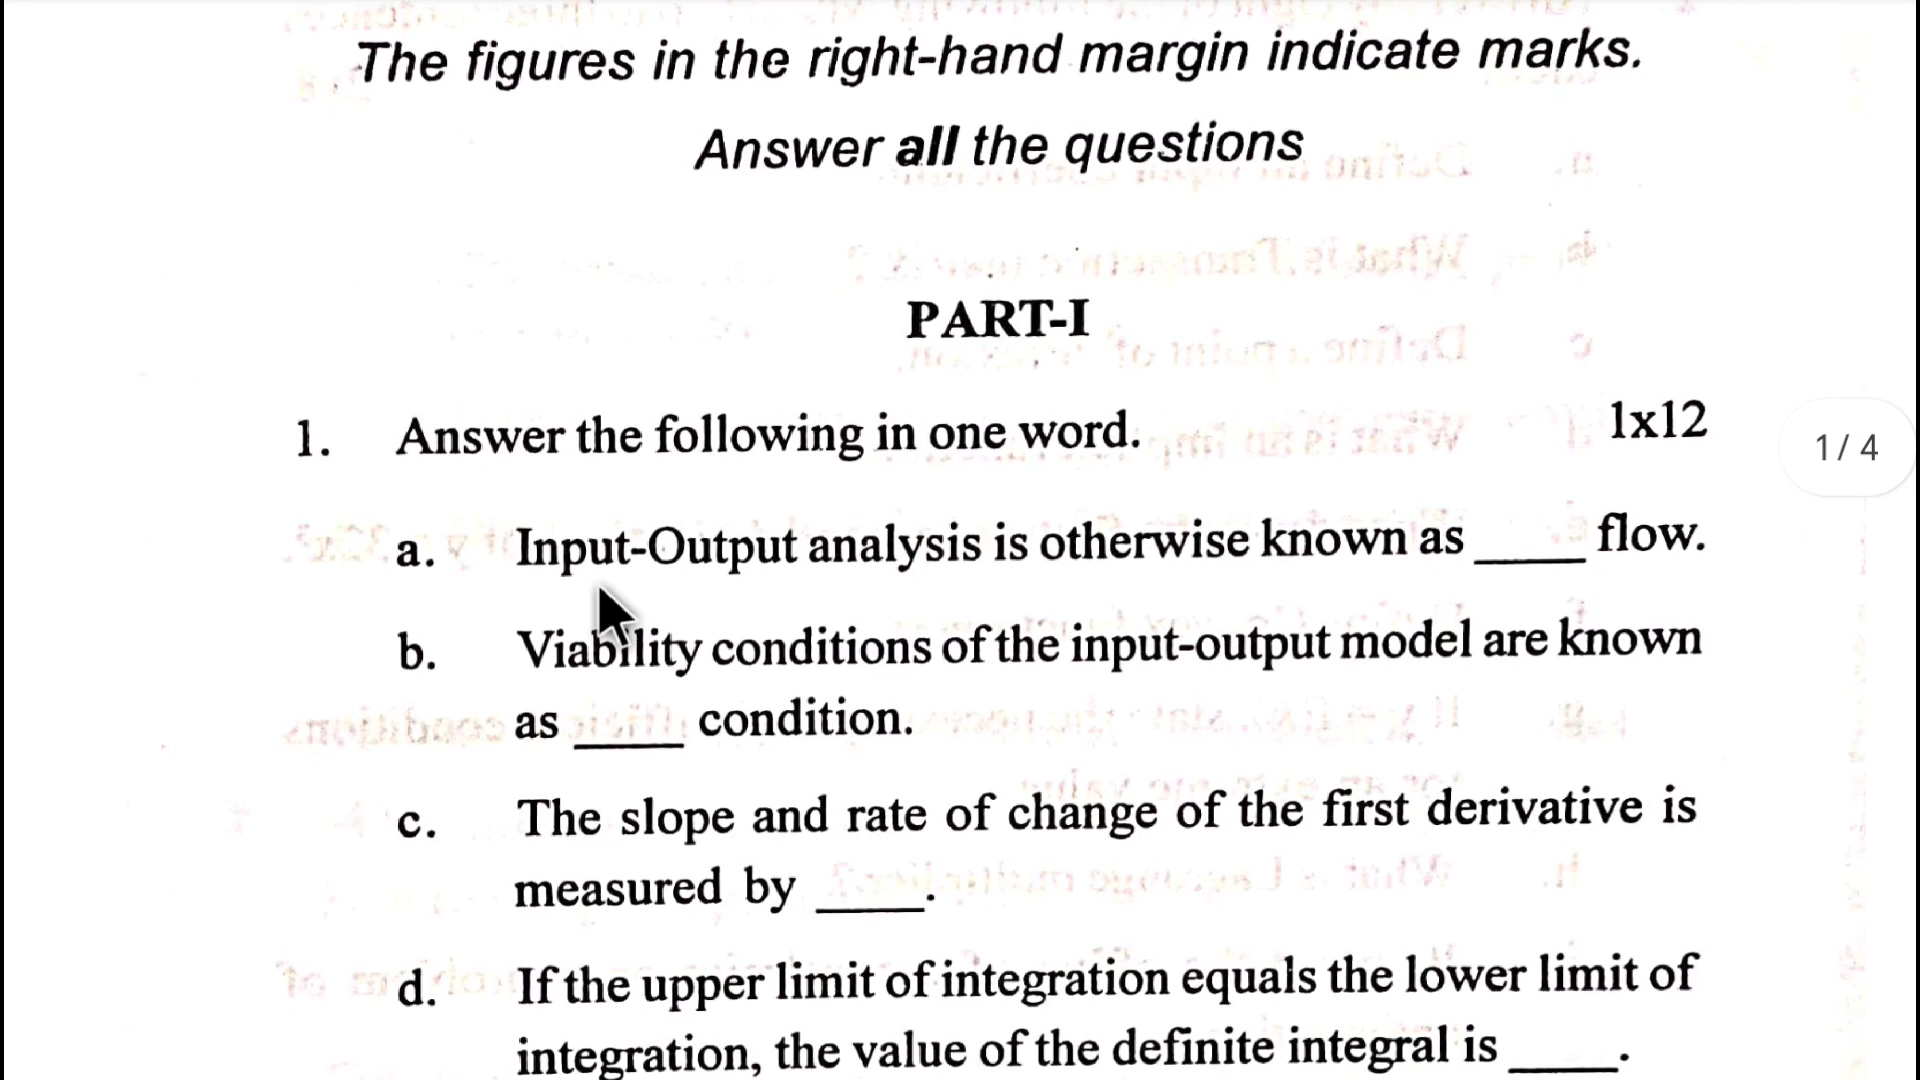 The figures in the right-hand margin indicate marks.
Answer all the questions
PART-I
1. Answer the following in one word. 1x12
1/ 4
a. Input-Output analysis is otherwise known as ____ flow.
b. Viability conditions of the input-output model are known
as ____ condition.
c. The slope and rate of change of the first derivative is
measured by ____.
d. If the upper limit of integration equals the lower limit of
integration, the value of the definite integral is ____.